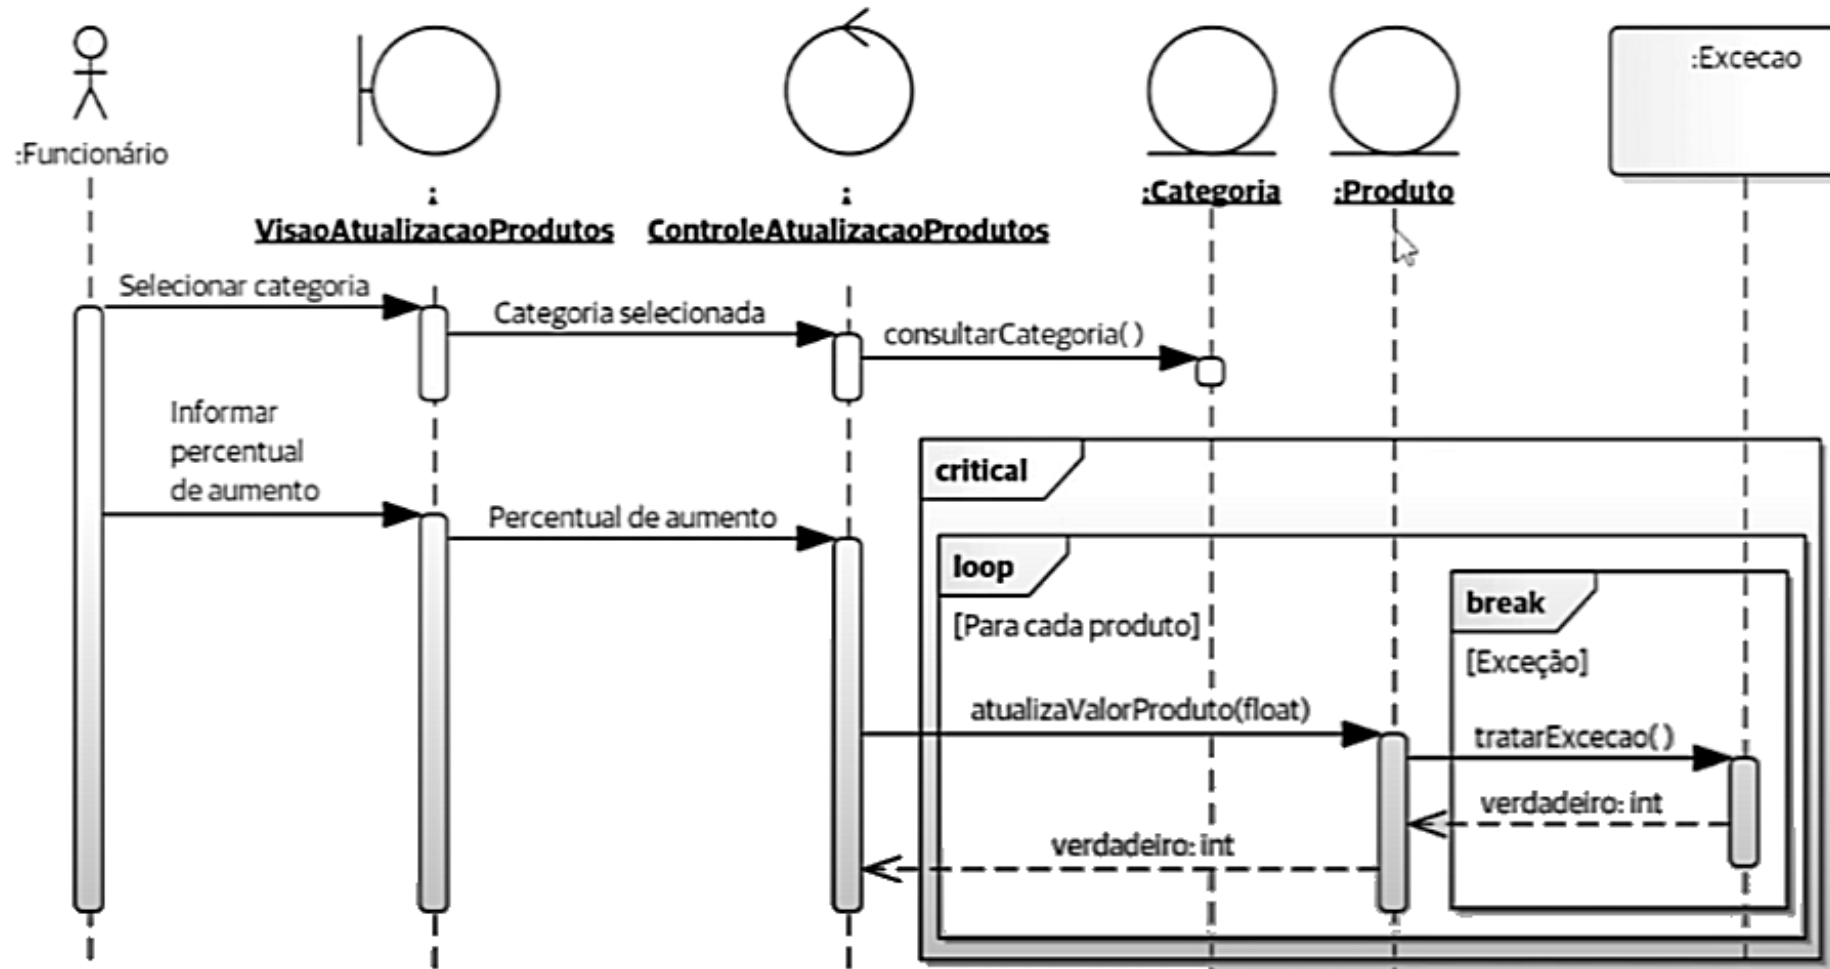 :Excecao
:Funcionário
:
VisaoAtualizacaoProdutos
:
ControleAtualizacaoProdutos
:Categoria
:Produto
Selecionar categoria
Categoria selecionada
consultarCategoria( )
Informar
percentual
de aumento
Percentual de aumento
critical
loop
[Para cada produto]
break
[Exceção]
atualizaValorProduto(float)
tratarExcecao( )
verdadeiro: int
verdadeiro: int